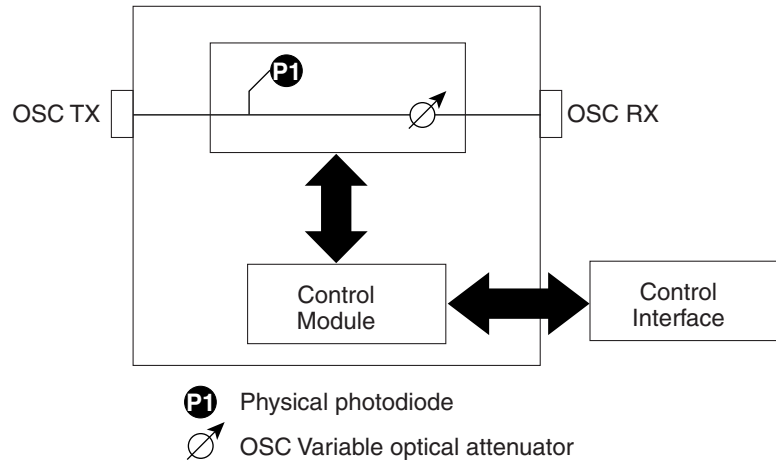 P1
OSC TX
OSC RX
Control
Module
Control
Interface
P1 Physical photodiode
OSC Variable optical attenuator